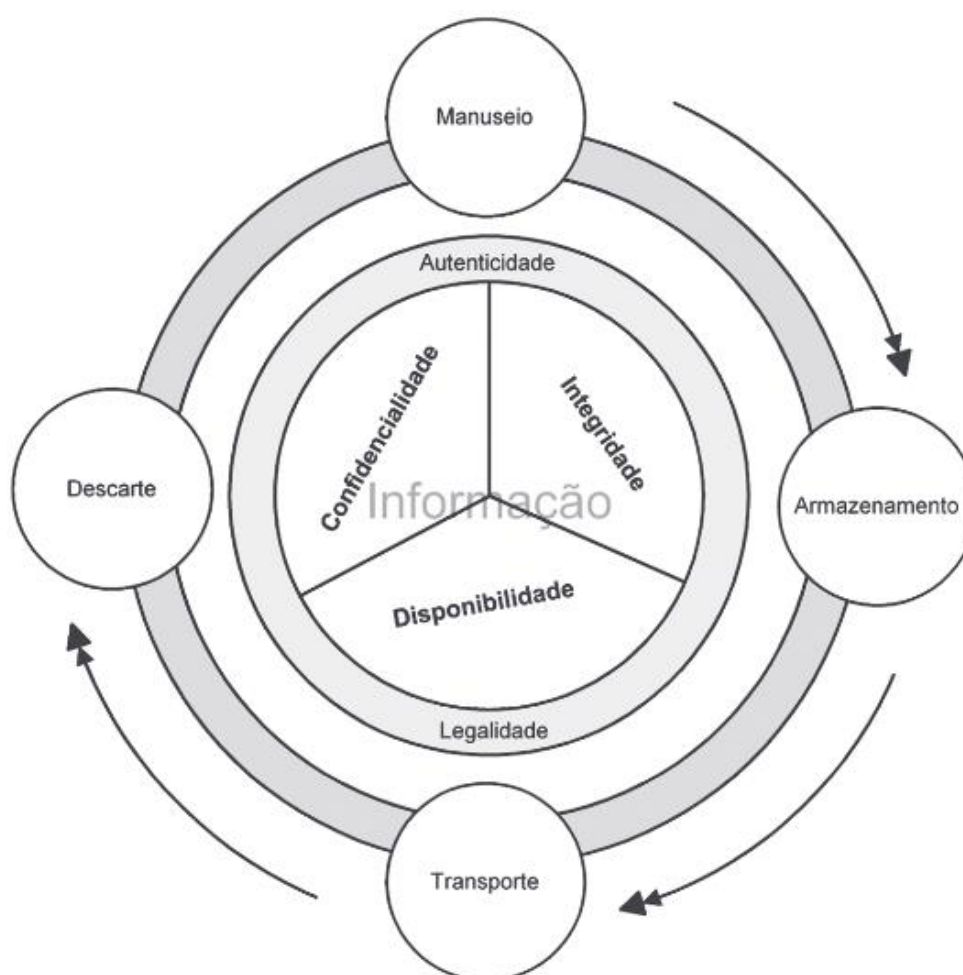 Manuseio
Autenticidade
Confidencialidade
Integridade
Informação
Descarte
Armazenamento
Disponibilidade
Legalidade
Transporte